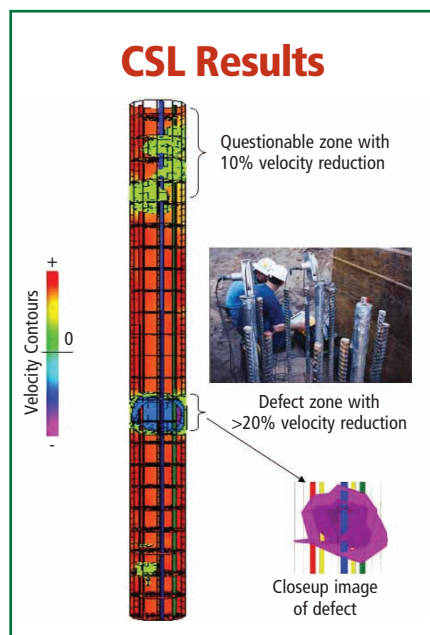 CSL Results
Questionable zone with
10% velocity reduction
+
0
Velocity Contours
-
Defect zone with
>20% velocity reduction
Closeup image
of defect